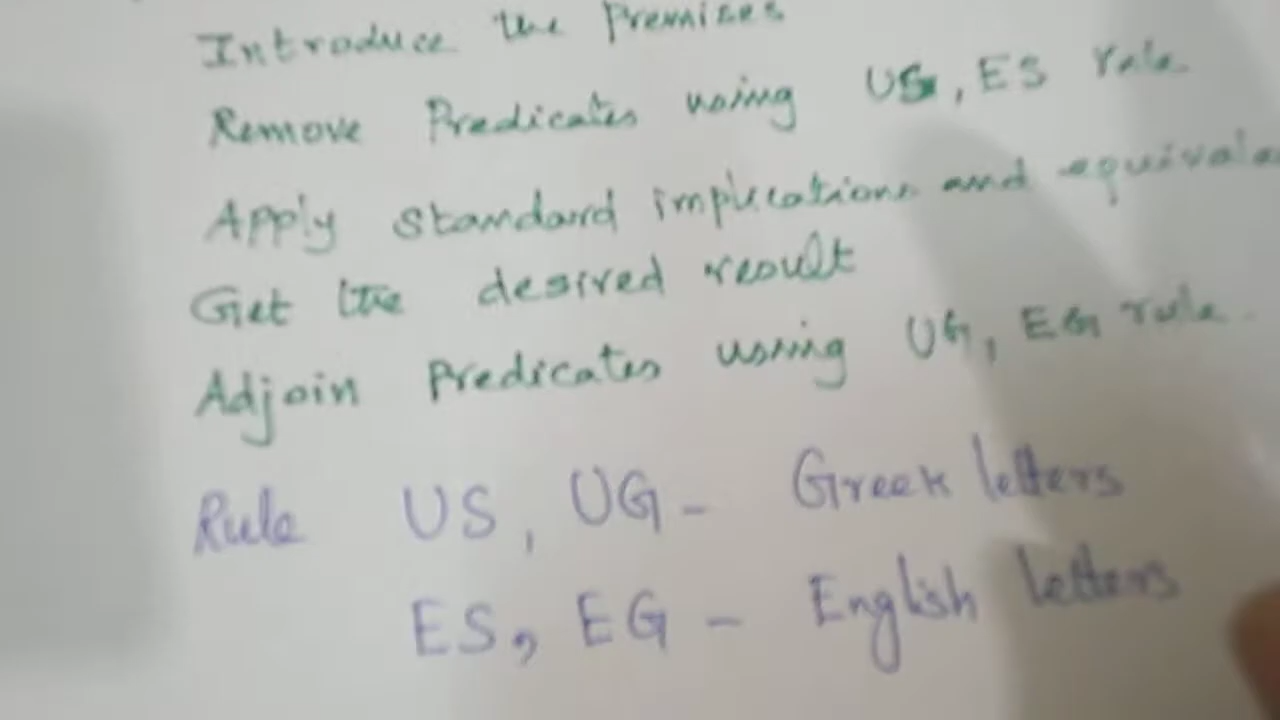 Introduce the Premises
Remove Predicates using US, ES rule
Apply standard implications and equivale
Get the desired result
Adjoin Predicates using UG, EG rule.
Rule US, UG - Greek letters
ES, EG - English letters